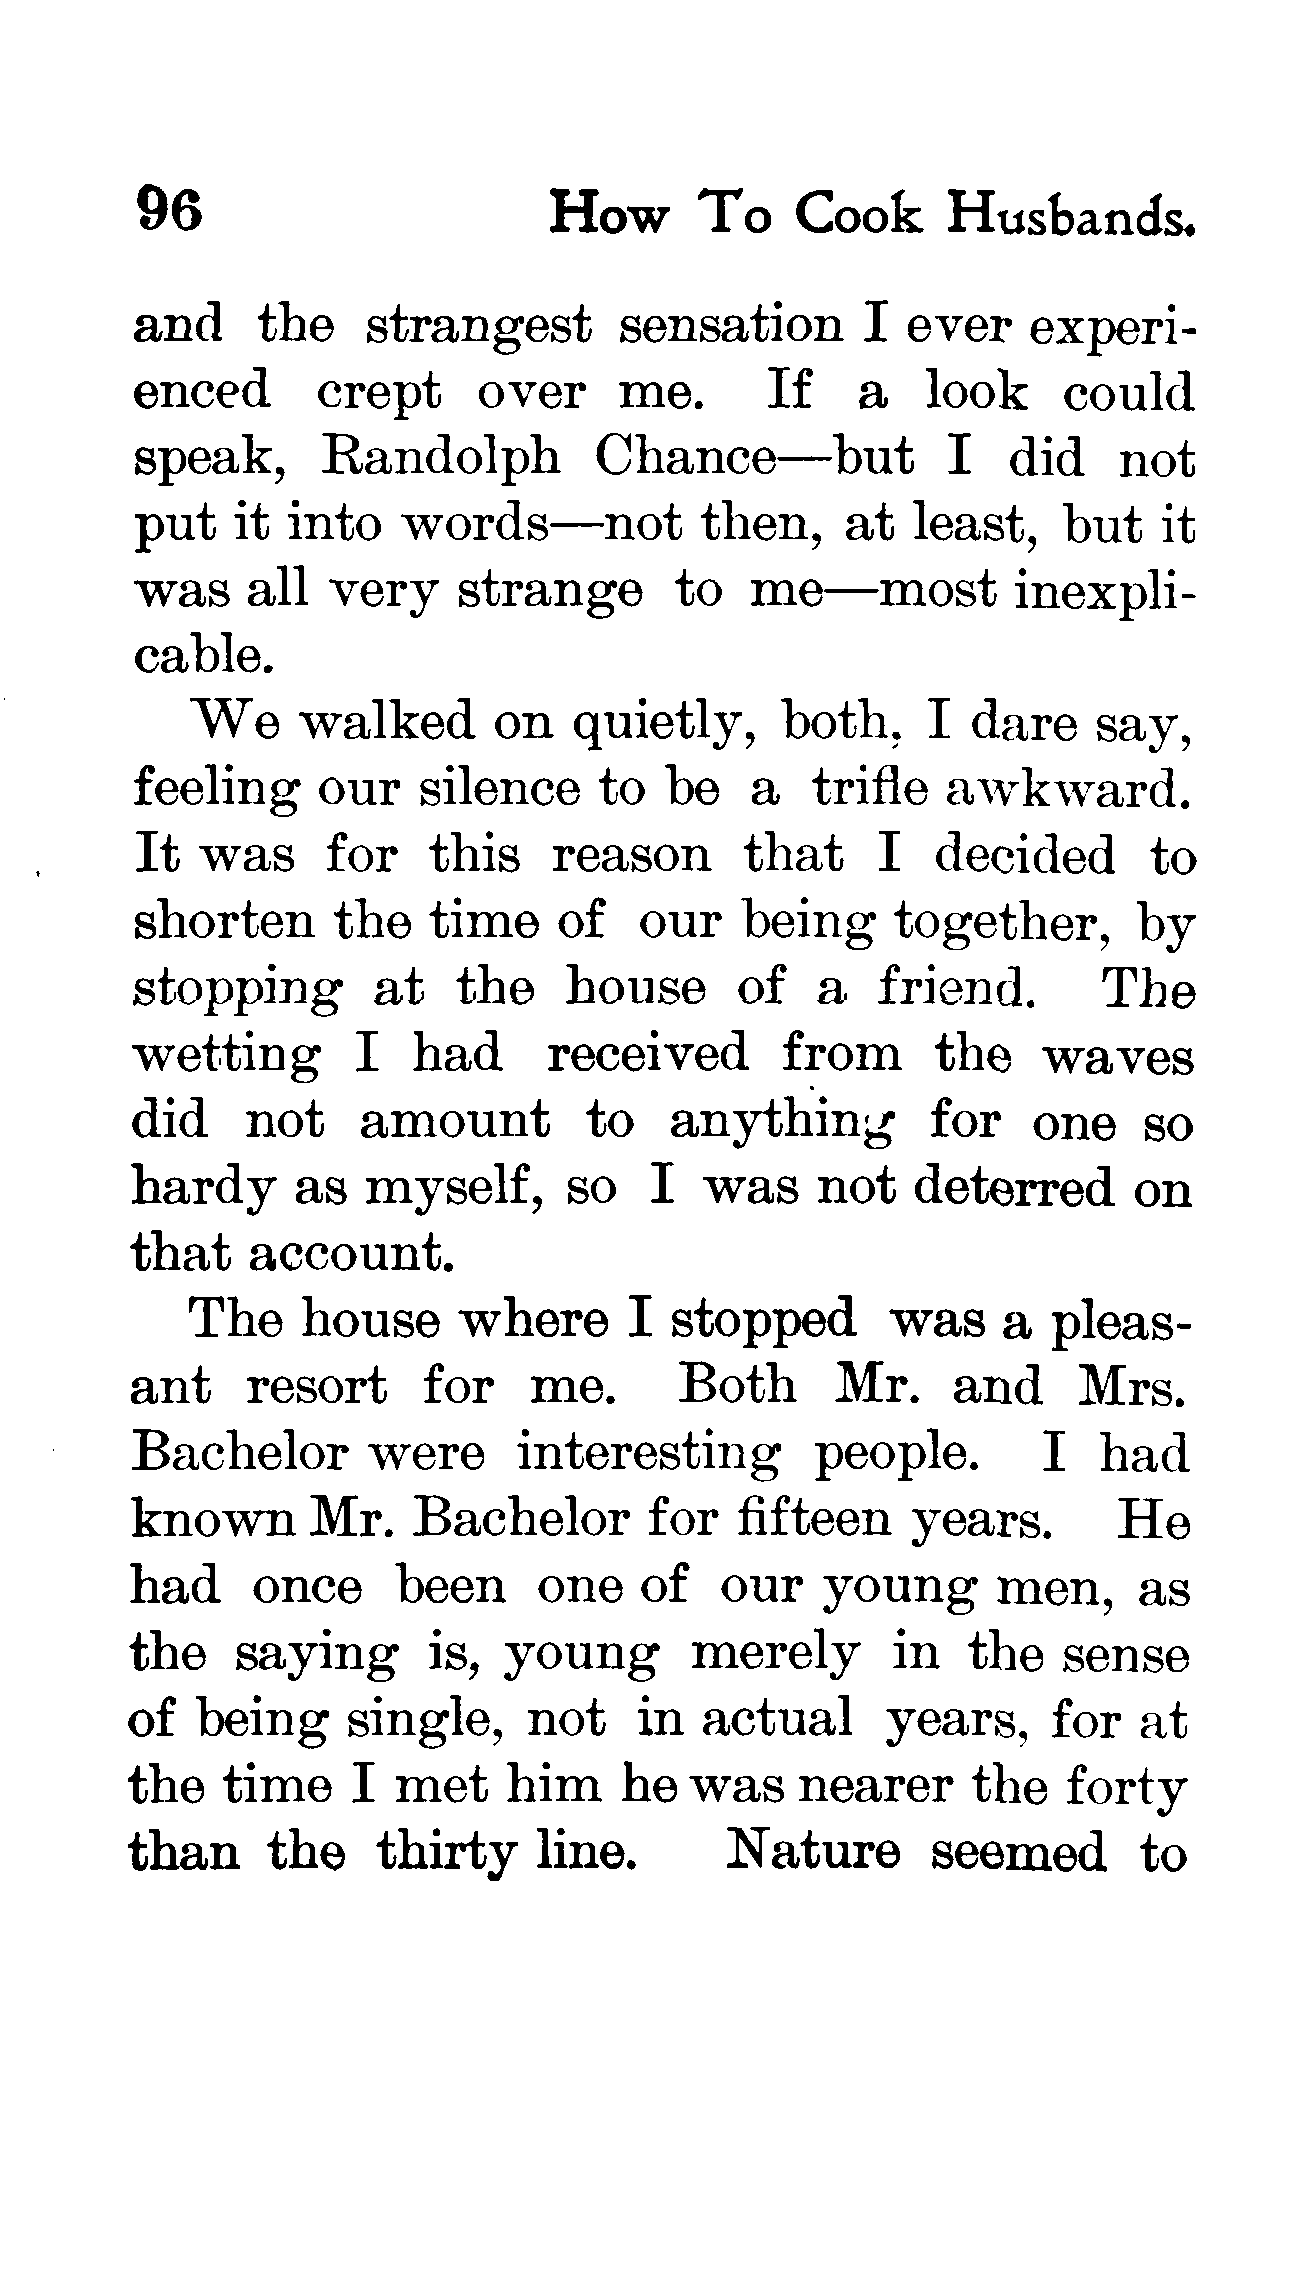 96 How To Cook Husbands.
and the strangest sensation I ever experi-
enced crept over me. If a look could
speak, Randolph Chance—but I did not
put it into words—not then, at least, but it
was all very strange to me—most inexpli-
cable.
We walked on quietly, both, I dare say,
feeling our silence to be a trifle awkward.
It was for this reason that I decided to
shorten the time of our being together, by
stopping at the house of a friend. The
wetting I had received from the waves
did not amount to anything for one so
hardy as myself, so I was not deterred on
that account.
The house where I stopped was a pleas-
ant resort for me. Both Mr. and Mrs.
Bachelor were interesting people. I had
known Mr. Bachelor for fifteen years. He
had once been one of our young men, as
the saying is, young merely in the sense
of being single, not in actual years, for at
the time I met him he was nearer the forty
than the thirty line. Nature seemed to